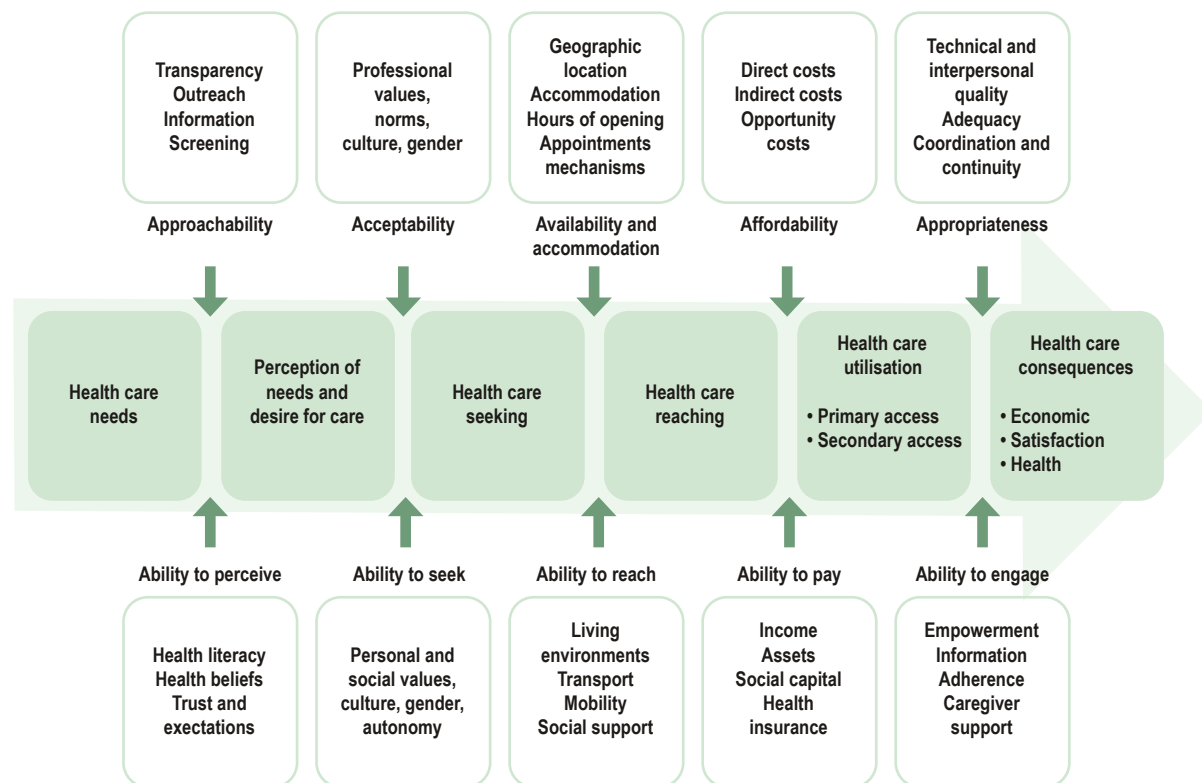 Transparency
Outreach
Information
Screening
Professional
values,
norms,
culture, gender
Geographic
location
Accommodation
Hours of opening
Appointments
mechanisms
Direct costs
Indirect costs
Opportunity
costs
Technical and
interpersonal
quality
Adequacy
Coordination and
continuity
Approachability
Acceptability
Availability and
accommodation
Affordability
Appropriateness
Health care
needs
Perception of
needs and
desire for care
Health care
seeking
Health care
reaching
Health care
utilisation
• Primary access
• Secondary access
Health care
consequences
• Economic
• Satisfaction
• Health
Ability to perceive
Ability to seek
Ability to reach
Ability to pay
Ability to engage
Health literacy
Health beliefs
Trust and
exectations
Personal and
social values,
culture, gender,
autonomy
Living
environments
Transport
Mobility
Social support
Income
Assets
Social capital
Health
insurance
Empowerment
Information
Adherence
Caregiver
support